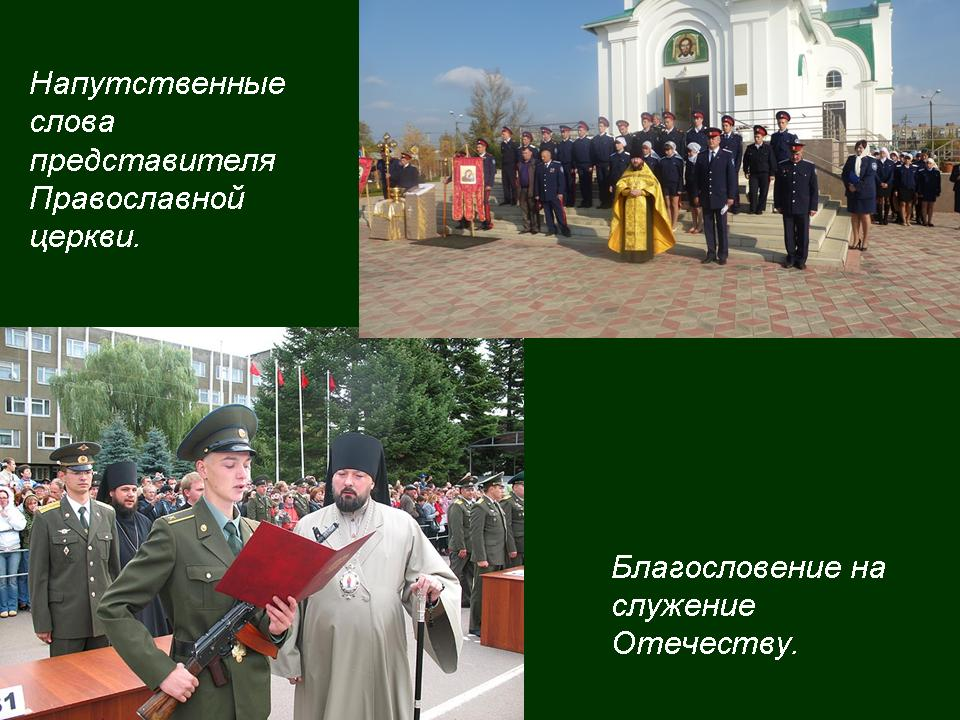 Напутственные
слова
представителя
Православной
церкви.
Благословение на
служение
Отечеству.